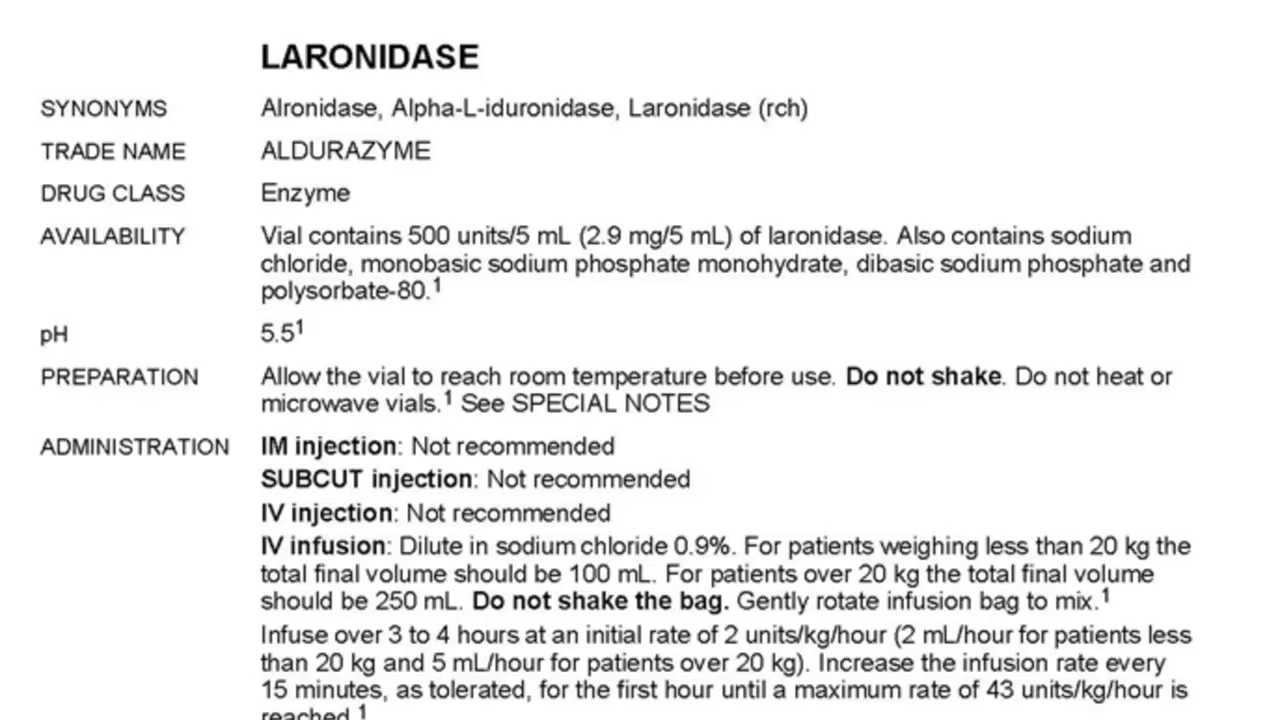 LARONIDASE
SYNONYMS Alronidase, Alpha-L-iduronidase, Laronidase (rch)
TRADE NAME ALDURAZYME
DRUG CLASS Enzyme
AVAILABILITY Vial contains 500 units/5 mL (2.9 mg/5 mL) of laronidase. Also contains sodium
chloride, monobasic sodium phosphate monohydrate, dibasic sodium phosphate and
polysorbate-80.1
pH 5.51
PREPARATION Allow the vial to reach room temperature before use. Do not shake. Do not heat or
microwave vials.1 See SPECIAL NOTES
ADMINISTRATION IM injection: Not recommended
SUBCUT injection: Not recommended
IV injection: Not recommended
IV infusion: Dilute in sodium chloride 0.9%. For patients weighing less than 20 kg the
total final volume should be 100 mL. For patients over 20 kg the total final volume
should be 250 mL. Do not shake the bag. Gently rotate infusion bag to mix.1
Infuse over 3 to 4 hours at an initial rate of 2 units/kg/hour (2 mL/hour for patients less
than 20 kg and 5 mL/hour for patients over 20 kg). Increase the infusion rate every
15 minutes, as tolerated, for the first hour until a maximum rate of 43 units/kg/hour is
reached.1